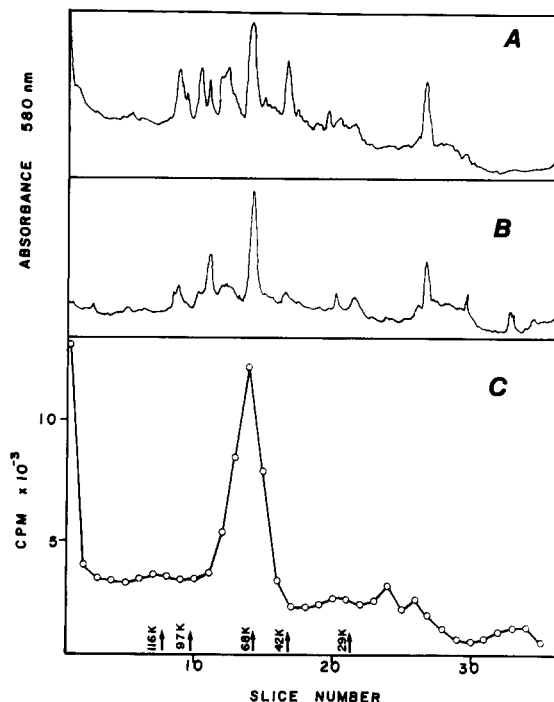 A
ABSORBANCE 580 nm
B
C
CPM x 10⁻³
10
5
116K
97K
68K
42K
29K
10
20
30
SLICE NUMBER